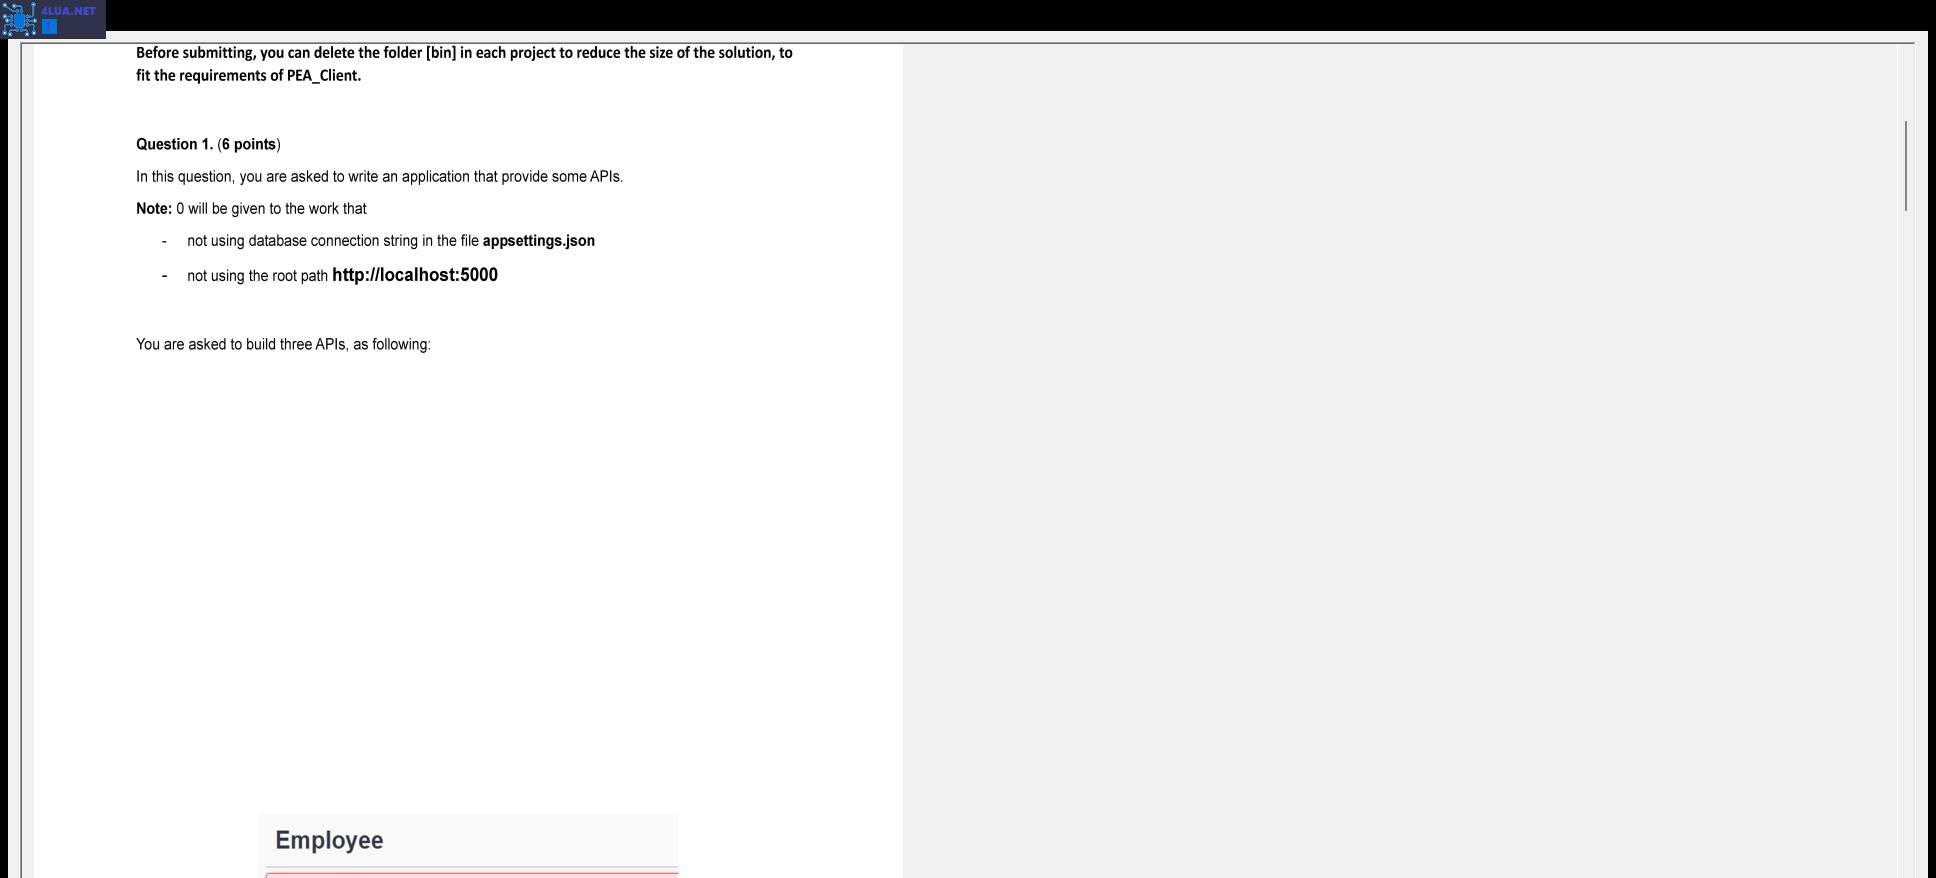 4LUA.NET
Before submitting, you can delete the folder [bin] in each project to reduce the size of the solution, to
fit the requirements of PEA_Client.
Question 1. (6 points)
In this question, you are asked to write an application that provide some APIs.
Note: 0 will be given to the work that
- not using database connection string in the file appsettings.json
- not using the root path http://localhost:5000
You are asked to build three APIs, as following:
Employee